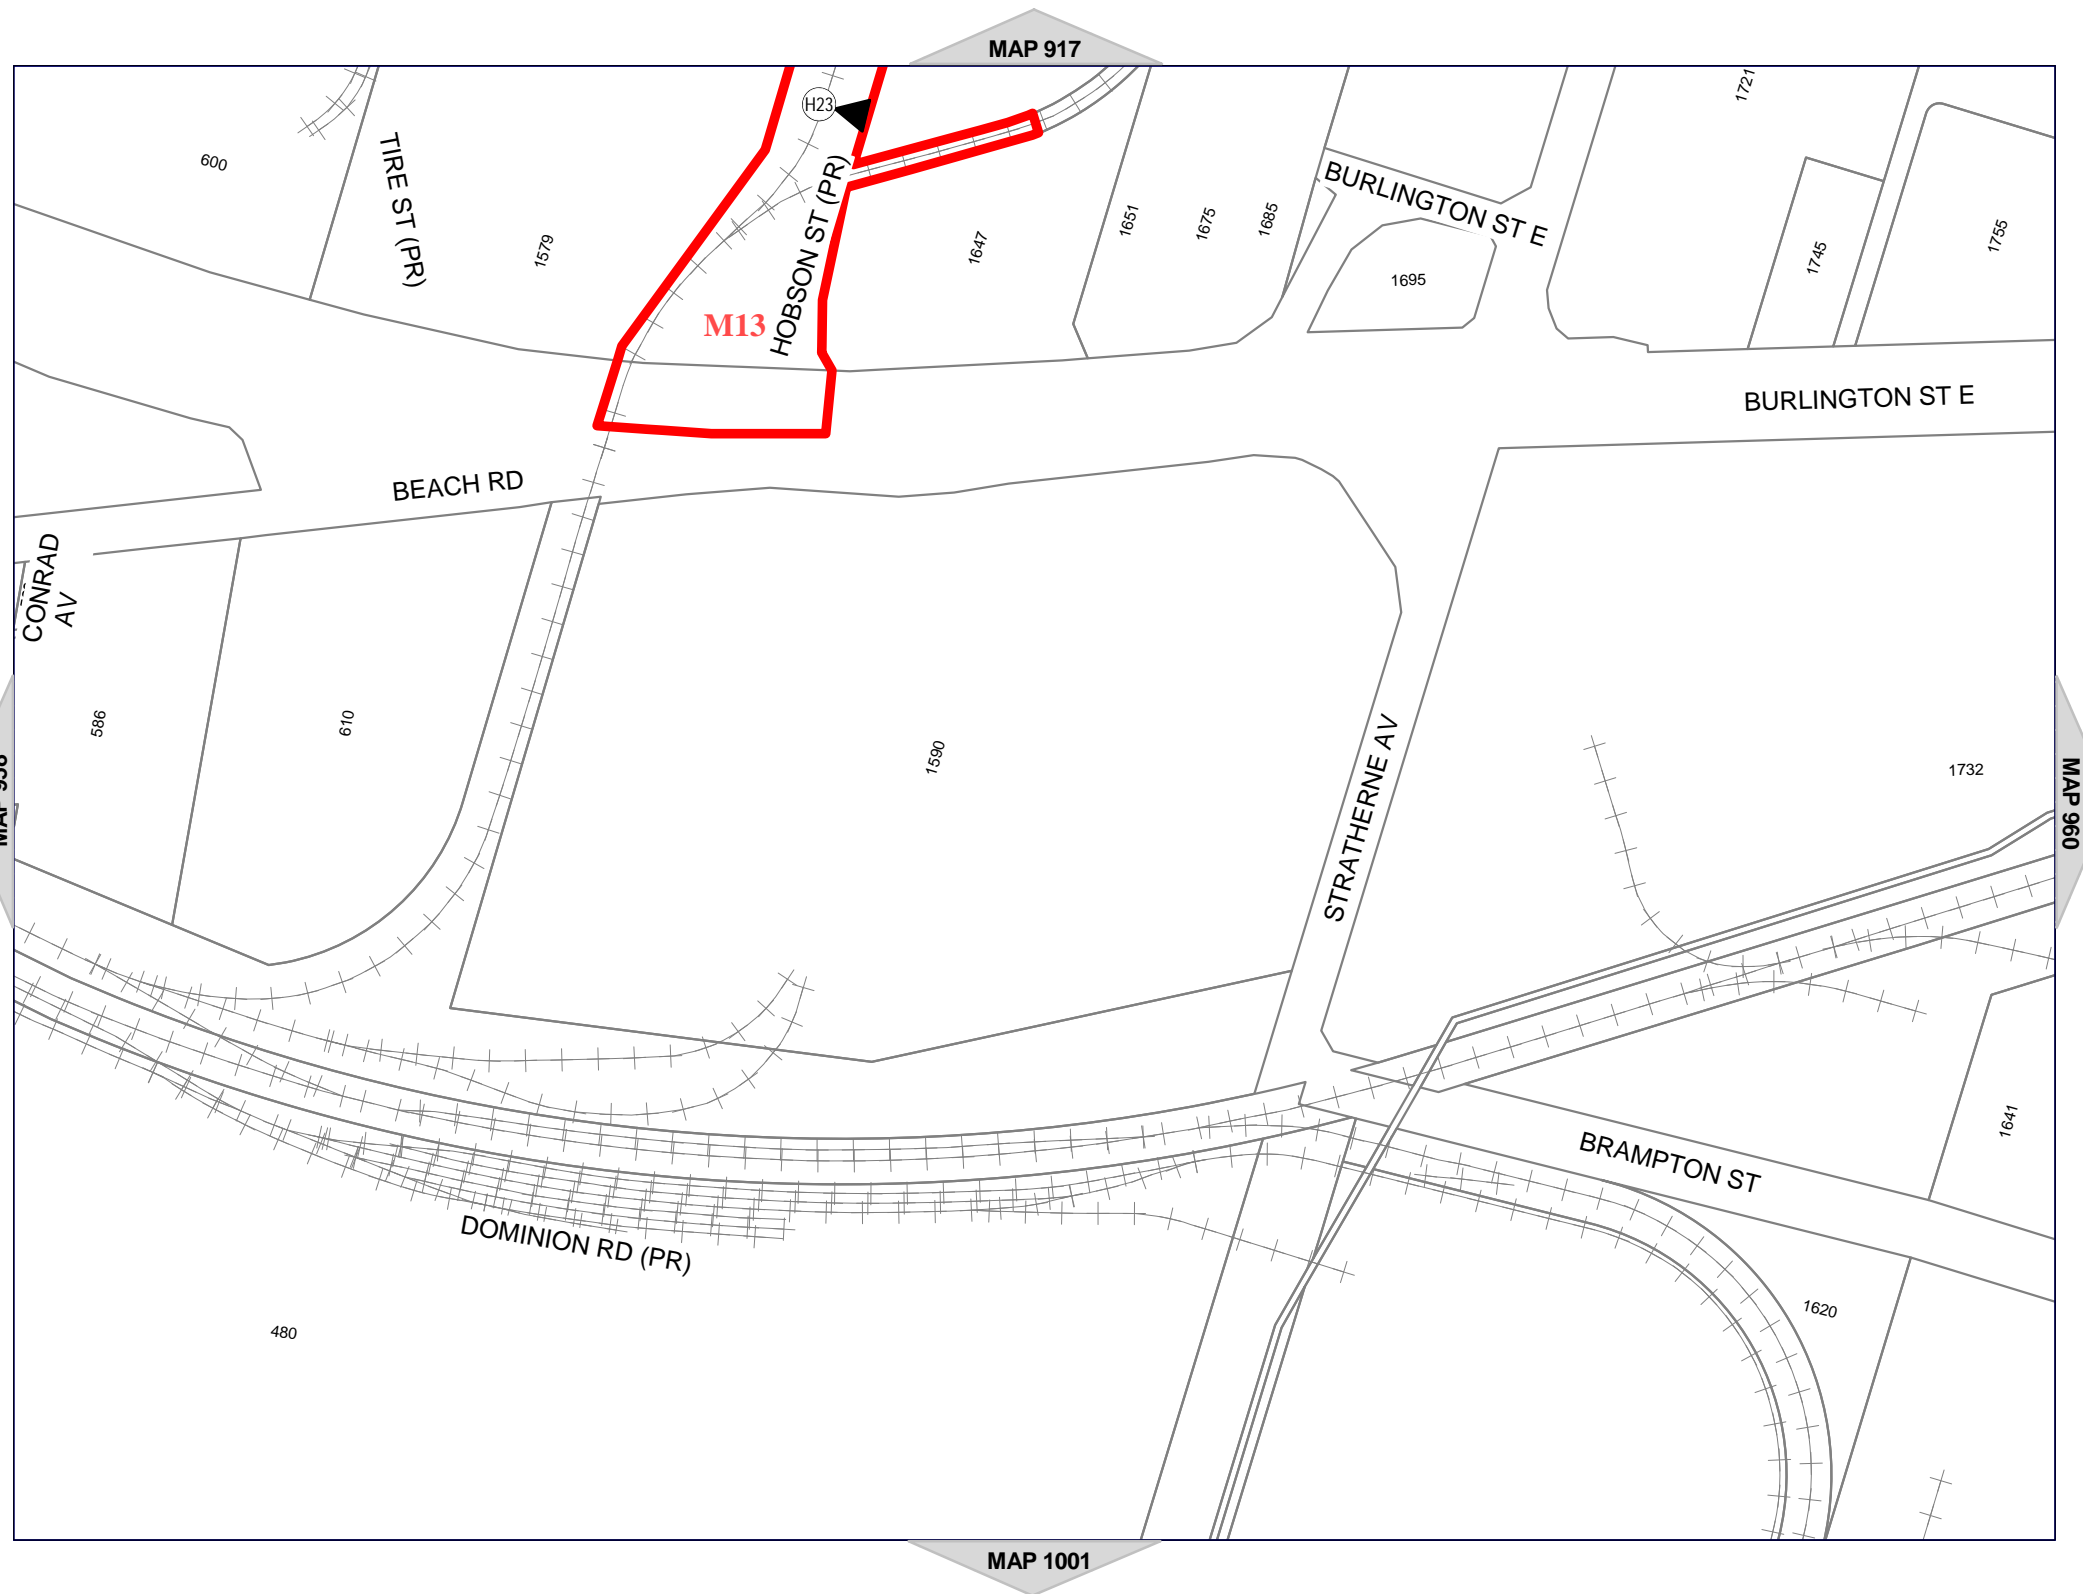 MAP 917
H23
1721
600
TIRE ST (PR)
1579
HOBSON ST (PR)
M13
1647
1651
1675
1685
BURLINGTON ST E
1695
1745
1755
BURLINGTON ST E
BEACH RD
CONRAD
AV
586
610
1590
STRATHERNE AV
1732
MAP 960
BRAMPTON ST
1641
DOMINION RD (PR)
480
1620
MAP 1001